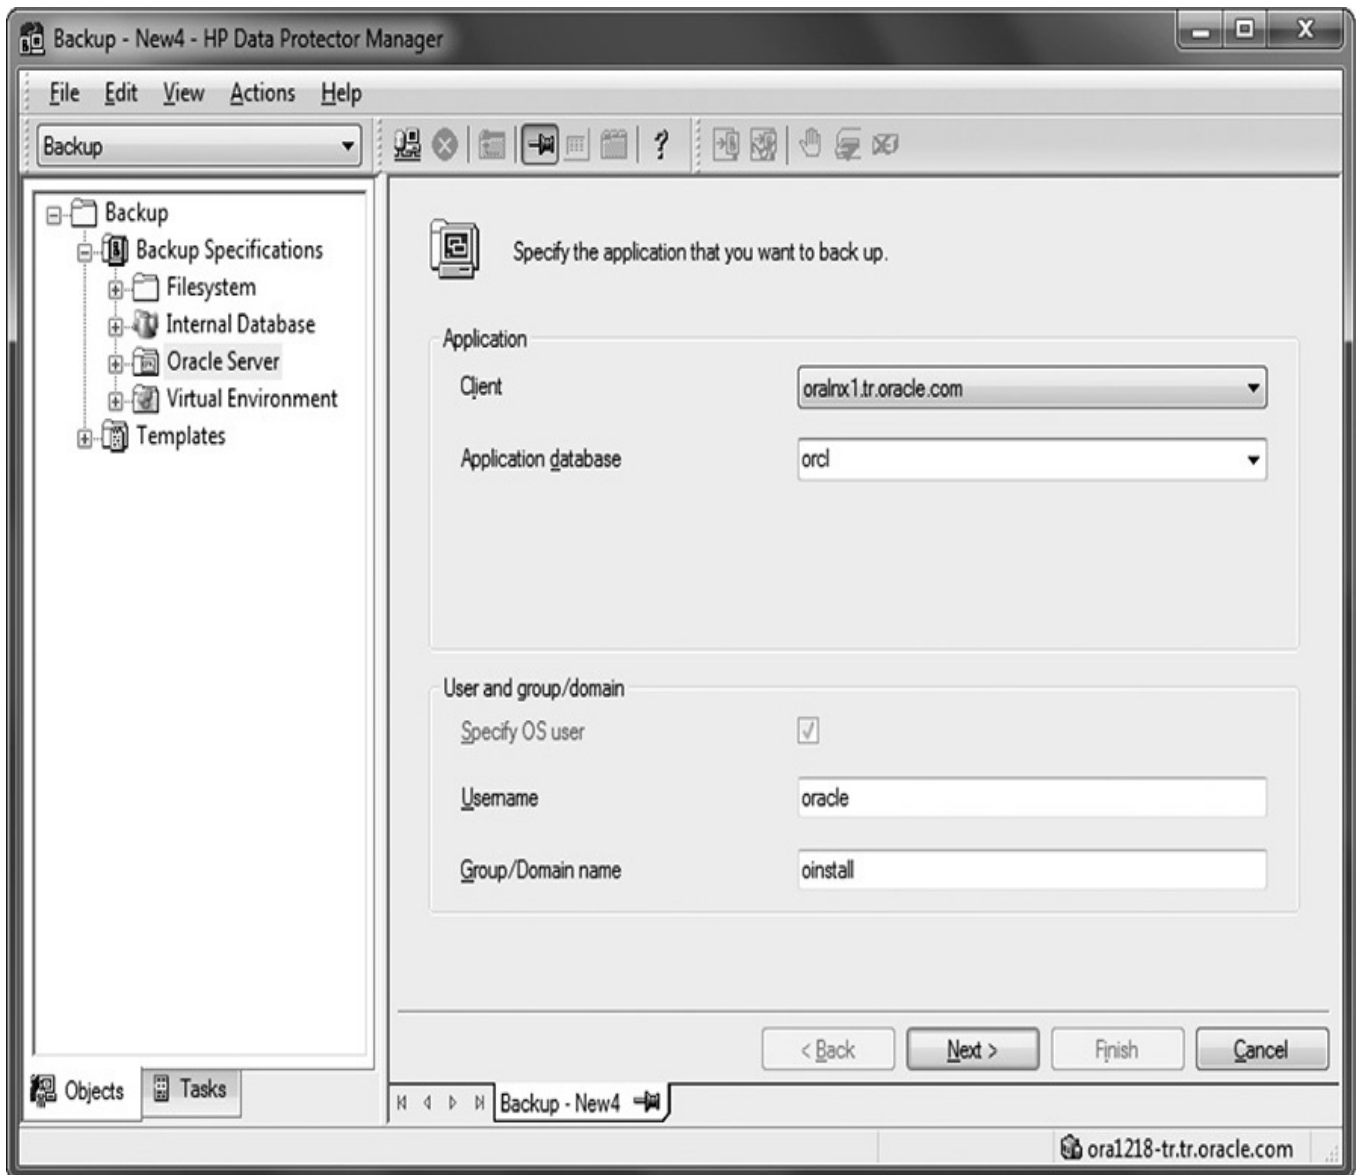 Backup - New4 - HP Data Protector Manager
File Edit View Actions Help
Backup
Backup
Backup Specifications
Filesystem
Internal Database
Oracle Server
Virtual Environment
Templates
Objects Tasks
Specify the application that you want to back up.
Application
Client oralnx1.tr.oracle.com
Application database orcl
User and group/domain
Specify OS user
Username oracle
Group/Domain name oinstall
< Back Next > Finish Cancel
Backup - New4
ora1218-tr.tr.oracle.com